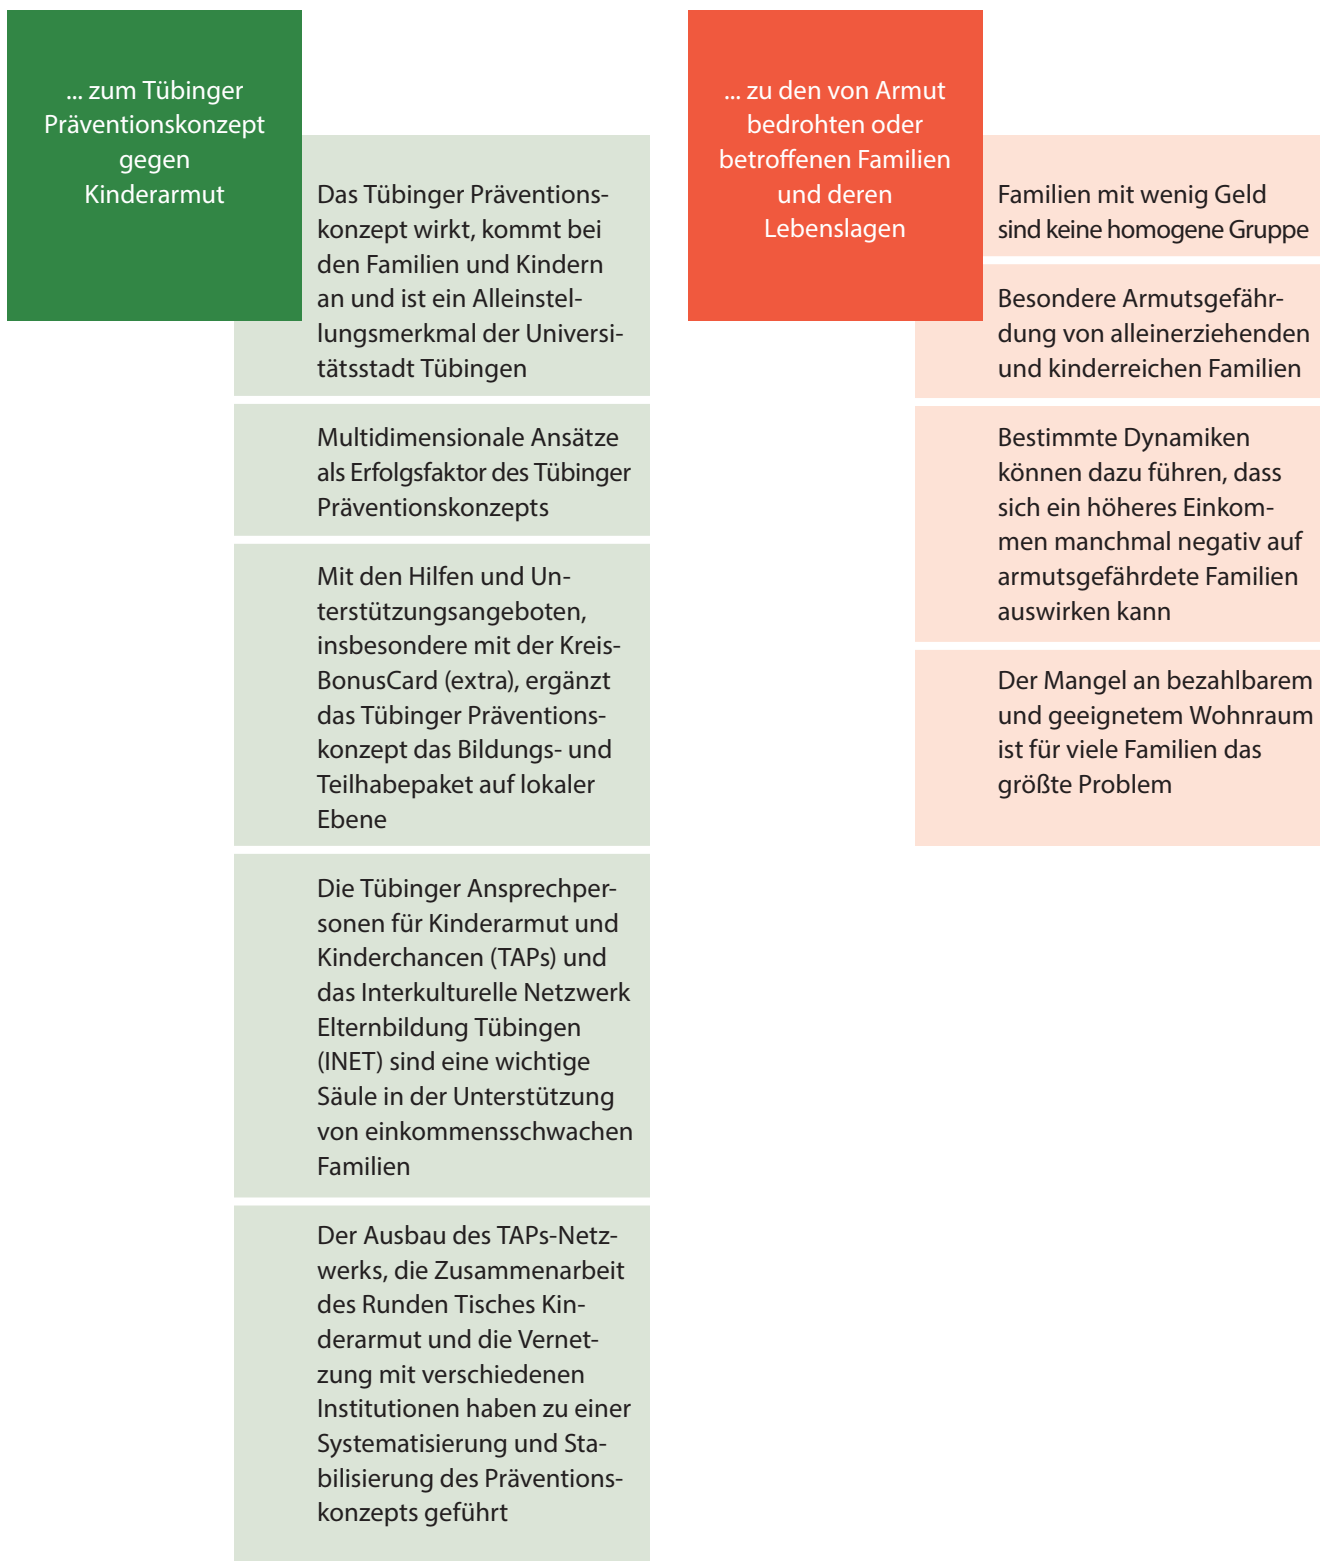 ... zum Tübinger
Präventionskonzept
gegen
Kinderarmut
Das Tübinger Präventions-
konzept wirkt, kommt bei
den Familien und Kindern
an und ist ein Alleinstel-
lungsmerkmal der Universi-
tätsstadt Tübingen
Multidimensionale Ansätze
als Erfolgsfaktor des Tübinger
Präventionskonzepts
Mit den Hilfen und Un-
terstützungsangeboten,
insbesondere mit der Kreis-
BonusCard (extra), ergänzt
das Tübinger Präventions-
konzept das Bildungs- und
Teilhabepaket auf lokaler
Ebene
Die Tübinger Ansprechper-
sonen für Kinderarmut und
Kinderchancen (TAPs) und
das Interkulturelle Netzwerk
Elternbildung Tübingen
(INET) sind eine wichtige
Säule in der Unterstützung
von einkommensschwachen
Familien
Der Ausbau des TAPs-Netz-
werks, die Zusammenarbeit
des Runden Tisches Kin-
derarmut und die Vernet-
zung mit verschiedenen
Institutionen haben zu einer
Systematisierung und Sta-
bilisierung des Präventions-
konzepts geführt
... zu den von Armut
bedrohten oder
betroffenen Familien
und deren
Lebenslagen
Familien mit wenig Geld
sind keine homogene Gruppe
Besondere Armutsgefähr-
dung von alleinerziehenden
und kinderreichen Familien
Bestimmte Dynamiken
können dazu führen, dass
sich ein höheres Einkom-
men manchmal negativ auf
armutsgefährdete Familien
auswirken kann
Der Mangel an bezahlbarem
und geeignetem Wohnraum
ist für viele Familien das
größte Problem